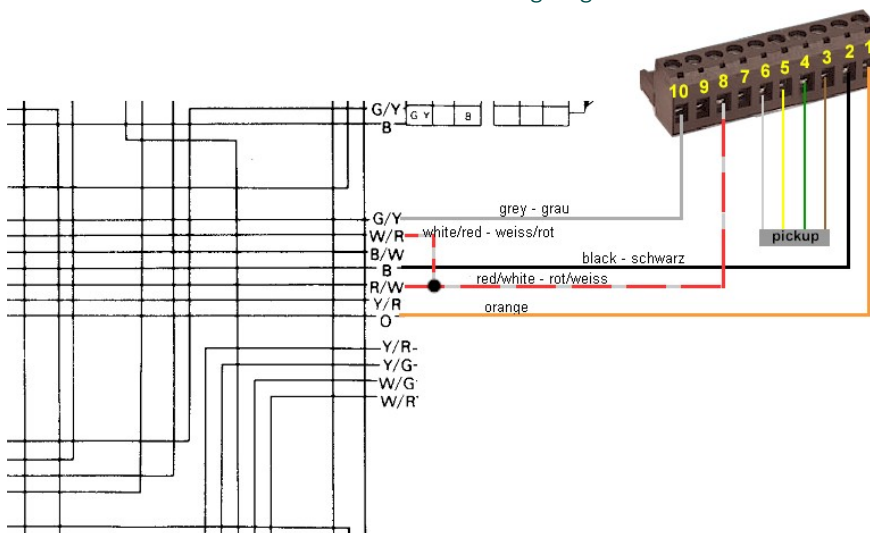 10 9 8 7 6 5 4 3 2 1
G/Y
B
G Y B
grey - grau
G/Y
white/red - weiss/rot
W/R
pickup
B/W
black - schwarz
B
red/white - rot/weiss
R/W
Y/R
orange
O
Y/R
Y/G
W/G
W/R